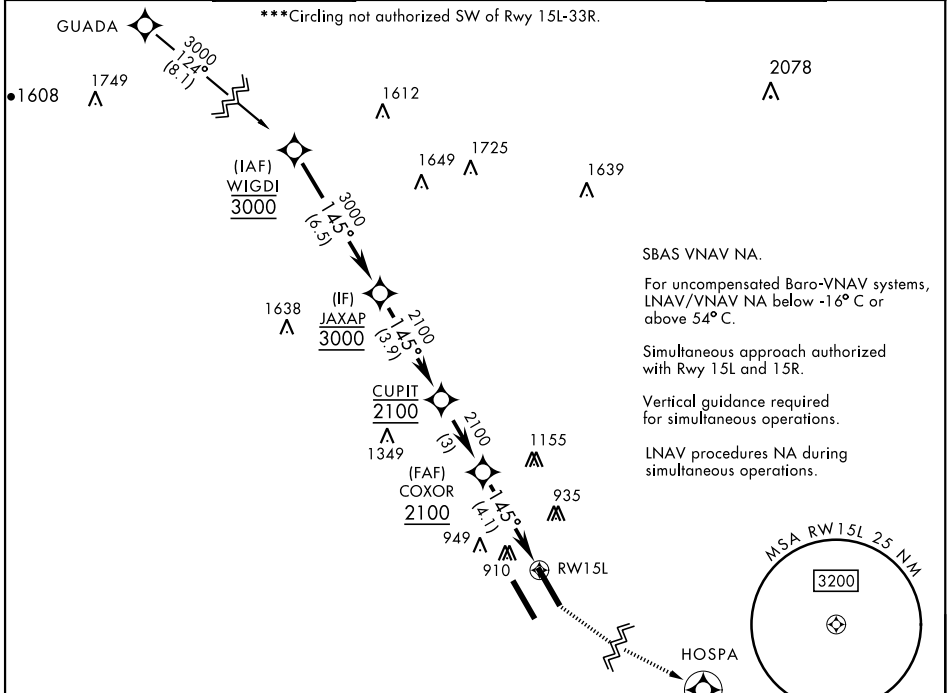 ***Circling not authorized SW of Rwy 15L-33R.
GUADA
3000
124°
(8.1)
1608
1749
1612
2078
1649
1725
1639
(IAF)
WIGDI
3000
3000
145°
(6.5)
SBAS VNAV NA.
For uncompensated Baro-VNAV systems,
LNAV/VNAV NA below -16° C or
above 54° C.
Simultaneous approach authorized
with Rwy 15L and 15R.
Vertical guidance required
for simultaneous operations.
LNAV procedures NA during
simultaneous operations.
1638
(IF)
JAXAP
3000
2100
145°
(3.9)
CUPIT
2100
1349
2100
(3)
1155
(FAF)
COXOR
2100
145°
(4.1)
935
949
910
RW15L
MSA RW15L 25 NM
3200
HOSPA